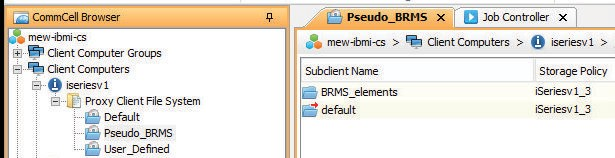 CommCell Browser
mew-ibmi-cs
Client Computer Groups
Client Computers
iseriesv1
Proxy Client File System
Default
Pseudo_BRMS
User_Defined
Pseudo_BRMS Job Controller
mew-ibmi-cs > Client Computers > iseriesv1 >
Subclient Name Storage Policy
BRMS_elements iSeriesv1_3
default iSeriesv1_3